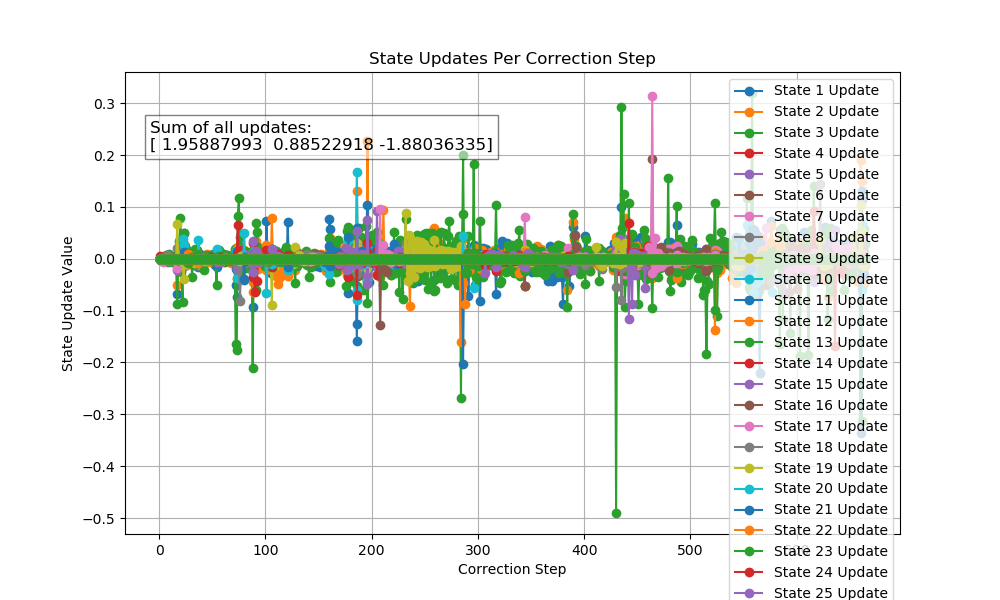 State Updates Per Correction Step
Sum of all updates:
[ 1.95887993  0.88522918 -1.88036335]
State Update Value
0.3
0.2
0.1
0.0
−0.1
−0.2
−0.3
−0.4
−0.5
0
100
200
300
400
500
Correction Step
State 1 Update
State 2 Update
State 3 Update
State 4 Update
State 5 Update
State 6 Update
State 7 Update
State 8 Update
State 9 Update
State 10 Update
State 11 Update
State 12 Update
State 13 Update
State 14 Update
State 15 Update
State 16 Update
State 17 Update
State 18 Update
State 19 Update
State 20 Update
State 21 Update
State 22 Update
State 23 Update
State 24 Update
State 25 Update